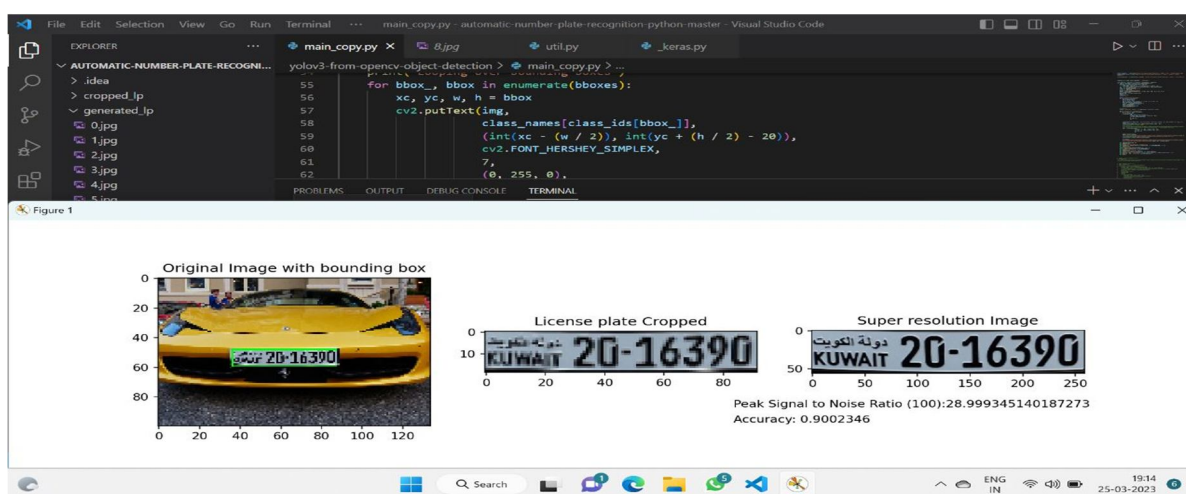 File Edit Selection View Go Run Terminal ··· main_copy.py - automatic-number-plate-recognition-python-master - Visual Studio Code
EXPLORER ··· main_copy.py × 8.jpg util.py _keras.py
AUTOMATIC-NUMBER-PLATE-RECOGNI... yolov3-from-opencv-object-detection > main_copy.py > ...
> .idea
> cropped_lp
generated_lp
0.jpg
1.jpg
2.jpg
3.jpg
4.jpg
5.jpg
55 for bbox_, bbox in enumerate(bboxes):
56 xc, yc, w, h = bbox
57 cv2.putText(img,
58 class_names[class_ids[bbox_]],
59 (int(xc - (w / 2)), int(yc + (h / 2) - 20)),
60 cv2.FONT_HERSHEY_SIMPLEX,
61 7,
62 (0, 255, 0),
PROBLEMS OUTPUT DEBUG CONSOLE TERMINAL
Figure 1
Original Image with bounding box
0
20
40
60
80
0 20 40 60 80 100 120
20-16390
License plate Cropped
0
10
KUWAIT 20-16390
0 20 40 60 80
Super resolution Image
0
50
دولة الكويت
KUWAIT 20-16390
0 50 100 150 200 250
Peak Signal to Noise Ratio (100):28.999345140187273
Accuracy: 0.9002346
Search
1
5
ENG
IN
19:14
25-03-2023
6